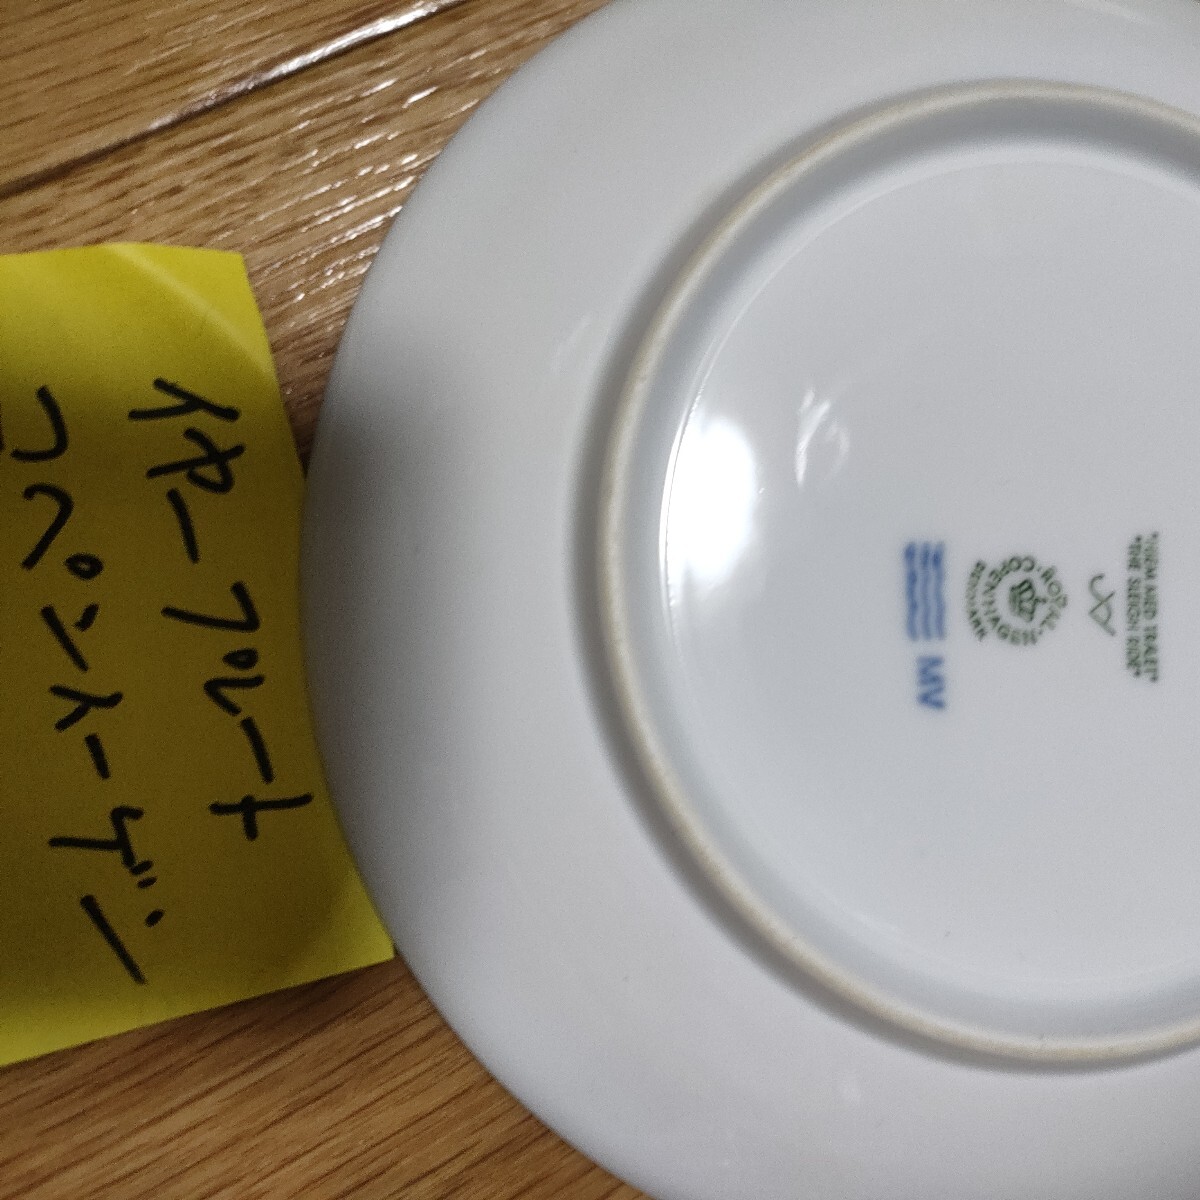 イヤープレート
コペンハーゲン
"HJEM MED TRÆET"
"THE SLEIGH RIDE"
ROYAL
COPENHAGEN
DENMARK
MV